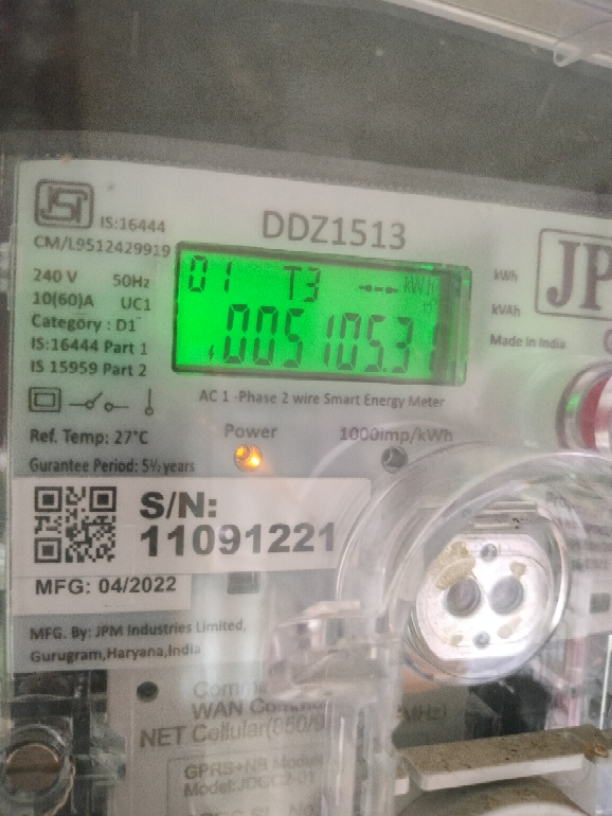 IS:16444
CM/L9512429919
DDZ1513
JP
240 V 50Hz
10(60)A UC1
Category : D1
IS:16444 Part 1
IS 15959 Part 2
01 T3 kWh
005105.3
kWh
kVAh
Made in India
AC 1 -Phase 2 wire Smart Energy Meter
Ref. Temp: 27°C
Power
1000imp/kWh
Gurantee Period: 5½ years
S/N:
11091221
MFG: 04/2022
MFG. By: JPM Industries Limited,
Gurugram,Haryana,India
WAN
NET Cellular
GPRS+NB
Model: